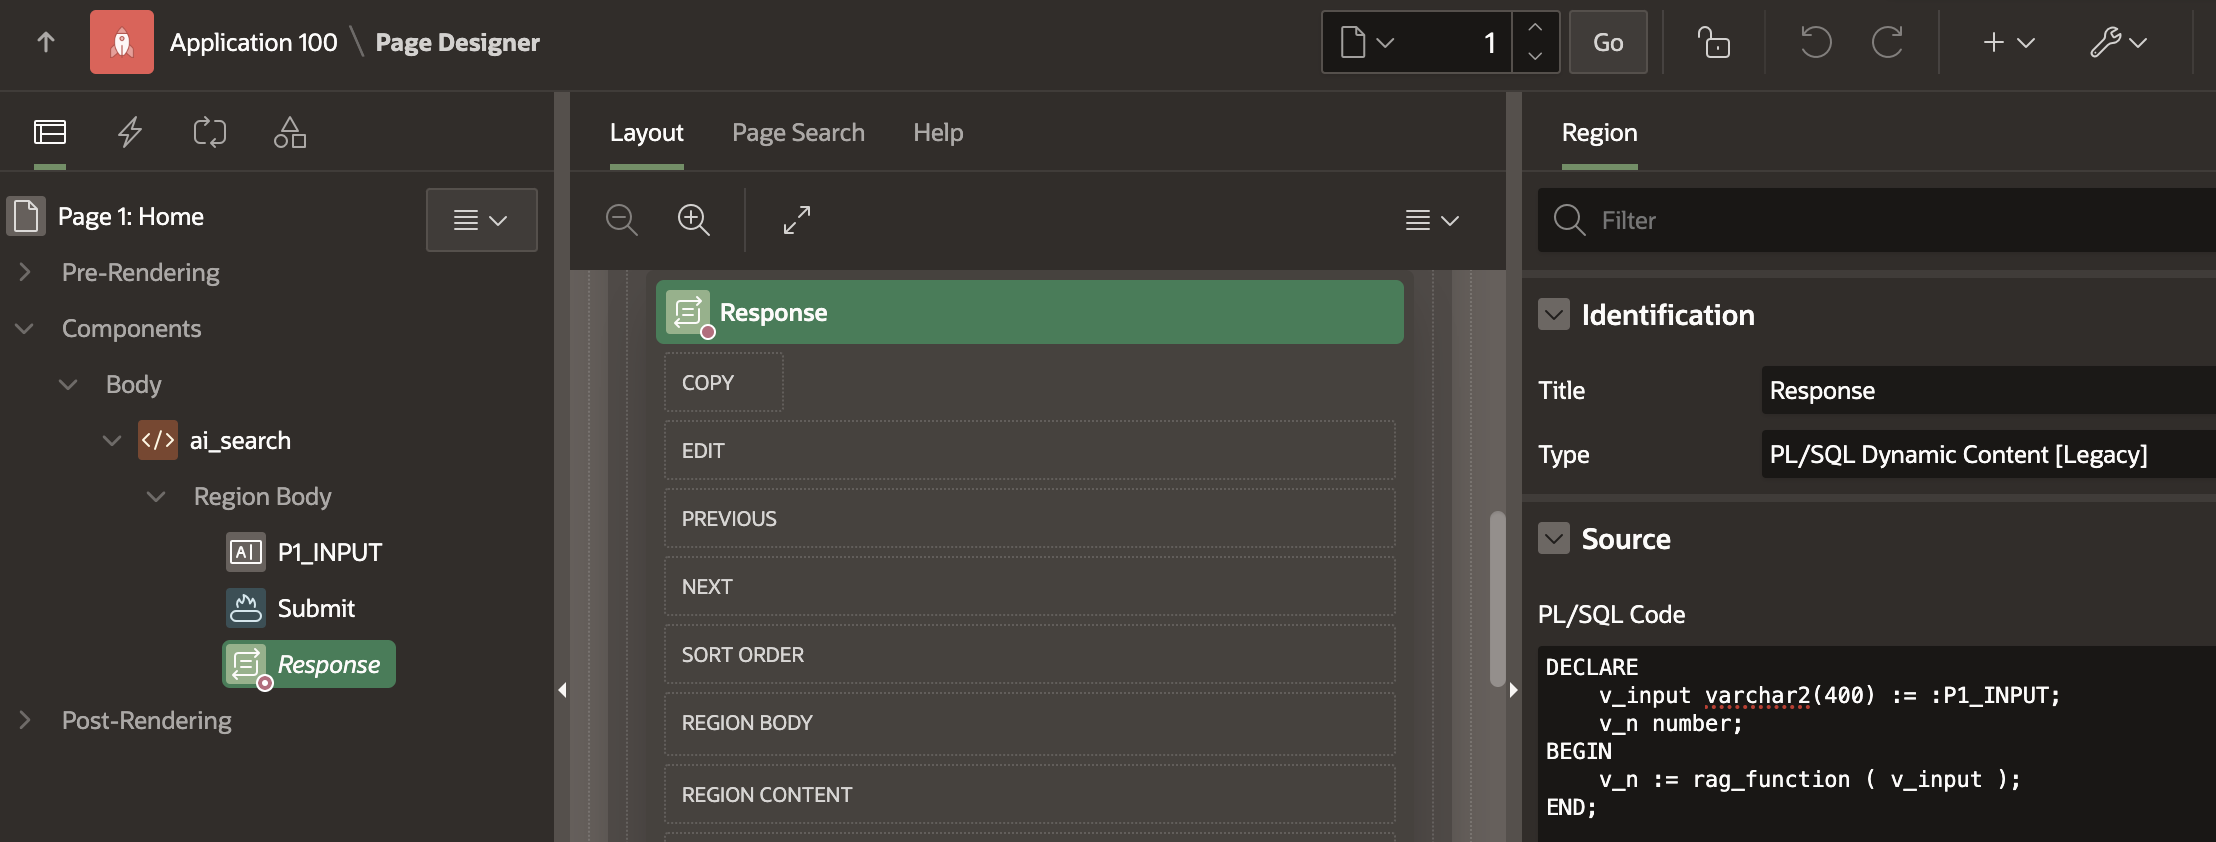 Application 100 \ Page Designer
1
Go
Layout
Page Search
Help
Region
Page 1: Home
Filter
Pre-Rendering
Components
Body
ai_search
Region Body
P1_INPUT
Submit
Response
Post-Rendering
Response
COPY
EDIT
PREVIOUS
NEXT
SORT ORDER
REGION BODY
REGION CONTENT
Identification
Title
Response
Type
PL/SQL Dynamic Content [Legacy]
Source
PL/SQL Code
DECLARE
    v_input varchar2(400) := :P1_INPUT;
    v_n number;
BEGIN
    v_n := rag_function ( v_input );
END;